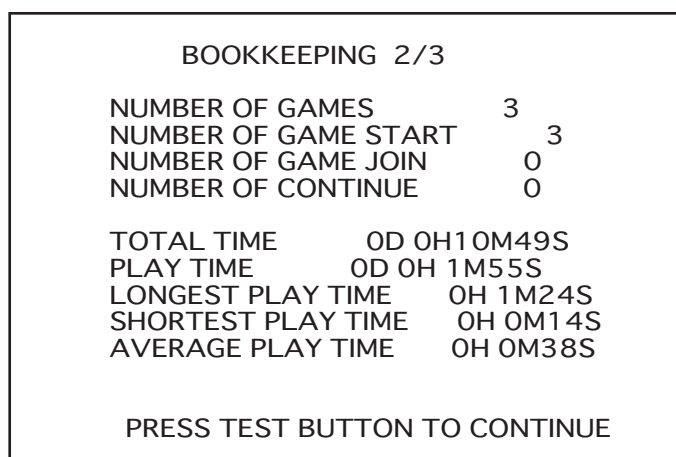 BOOKKEEPING 2/3
NUMBER OF GAMES 3
NUMBER OF GAME START 3
NUMBER OF GAME JOIN 0
NUMBER OF CONTINUE 0
TOTAL TIME 0D 0H10M49S
PLAY TIME 0D 0H 1M55S
LONGEST PLAY TIME 0H 1M24S
SHORTEST PLAY TIME 0H 0M14S
AVERAGE PLAY TIME 0H 0M38S
PRESS TEST BUTTON TO CONTINUE